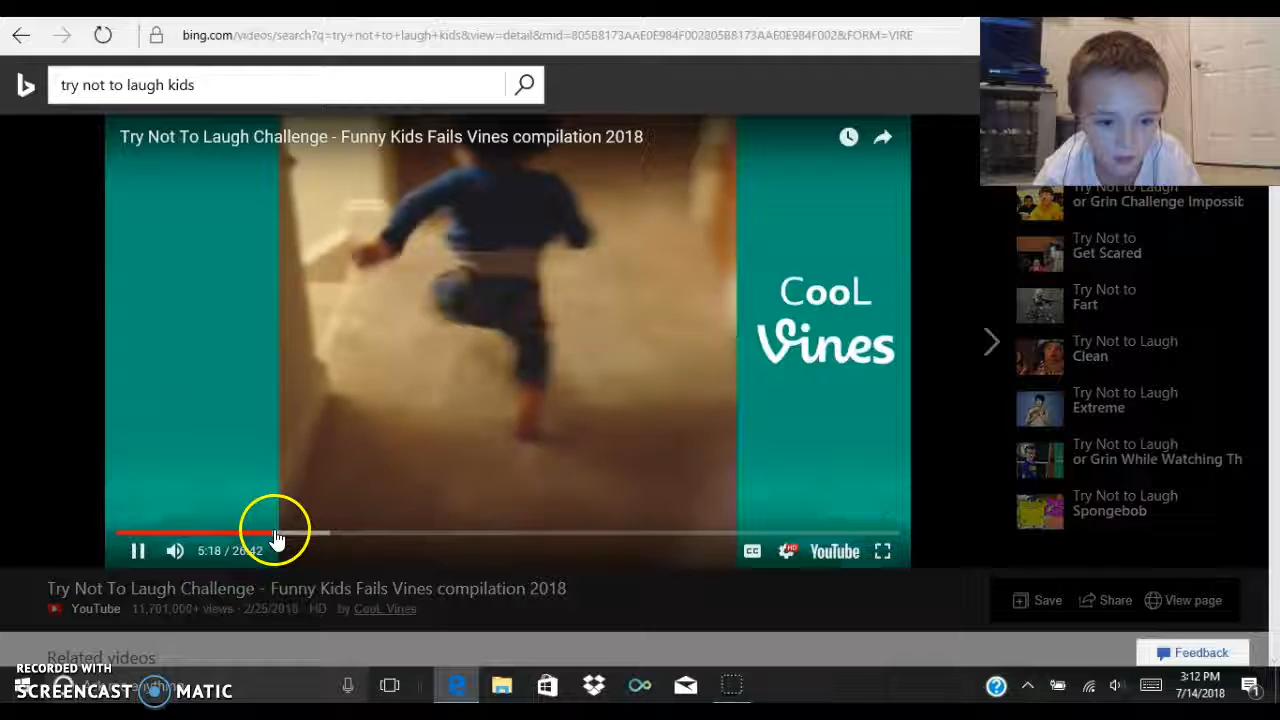 bing.com/videos/search?q=try+not+to+laugh+kids&view=detail&mid=805B8173AAE0E984F002805B8173AAE0E984F002&FORM=VIRE
try not to laugh kids
Try Not To Laugh Challenge - Funny Kids Fails Vines compilation 2018
CooL
Vines
Try Not to Laugh
or Grin Challenge Impossib
Try Not to
Get Scared
Try Not to
Fart
Try Not to Laugh
Clean
Try Not to Laugh
Extreme
Try Not to Laugh
or Grin While Watching Th
Try Not to Laugh
Spongebob
5:18 / 26:42
CC
HD
YouTube
Try Not To Laugh Challenge - Funny Kids Fails Vines compilation 2018
YouTube 11,701,000+ views · 2/25/2018 · HD by CooL Vines
Save
Share
View page
Related videos
Feedback
RECORDED WITH
SCREENCAST MATIC
3:12 PM
7/14/2018